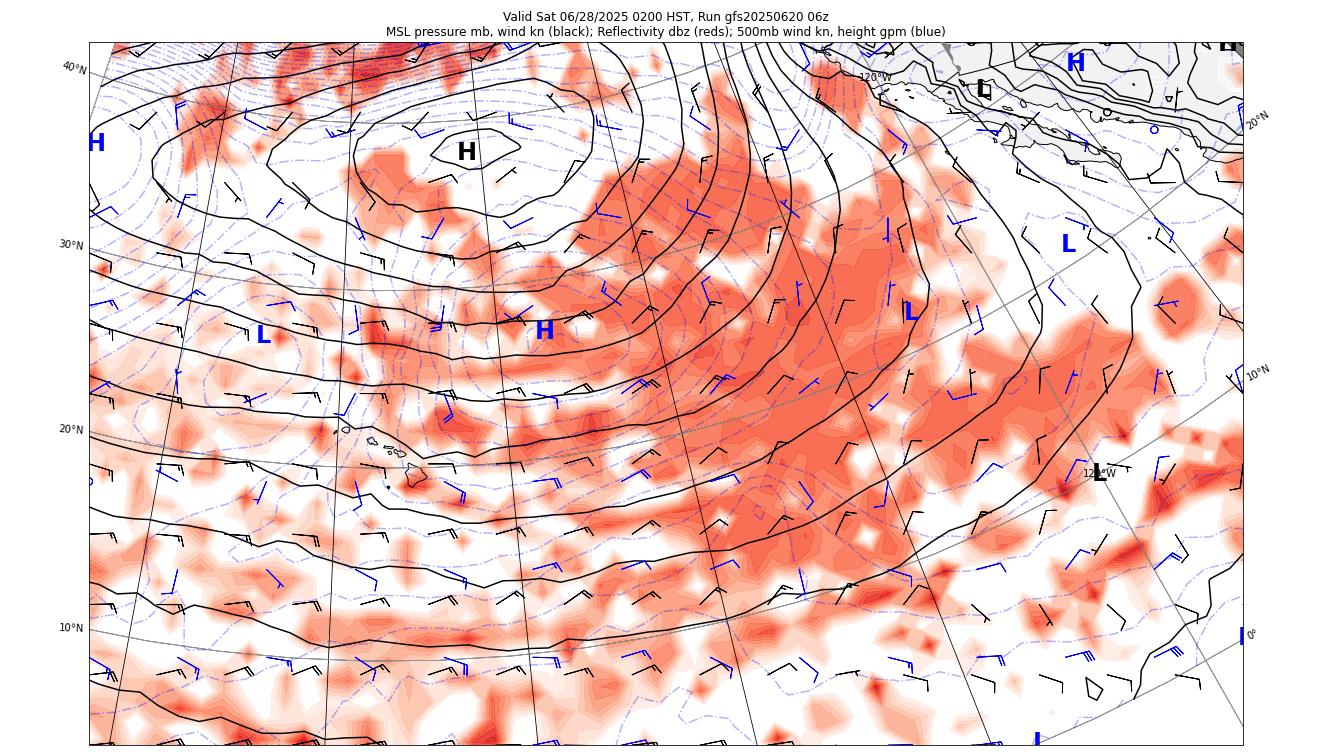 Valid Sat 06/28/2025 0200 HST, Run gfs20250620 06z
MSL pressure mb, wind kn (black); Reflectivity dbz (reds); 500mb wind kn, height gpm (blue)
H
40°N
120°W
H
L
20°N
H
H
30°N
L
L
L
H
10°N
20°N
120°W
L
10°N
0°